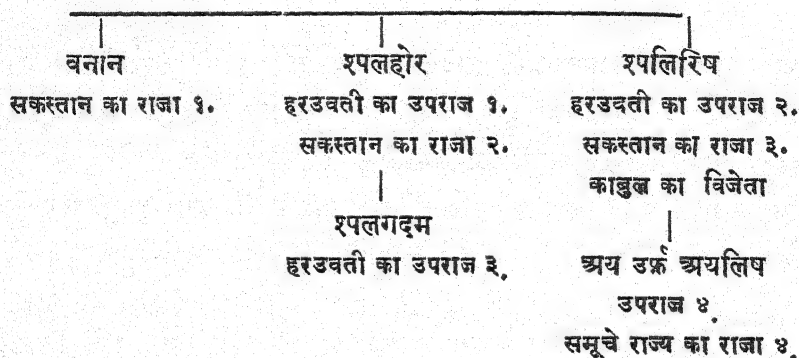 वनान श्पलहोर श्पलिरिष
सकस्तान का राजा १. हरउवती का उपराज १. हरउवती का उपराज २.
सकस्तान का राजा २. सकस्तान का राजा ३.
काबुल का विजेता
श्पलगदम
हरउवती का उपराज ३. अय उर्फ़ अयलिष
उपराज ४.
समूचे राज्य का राजा ४.